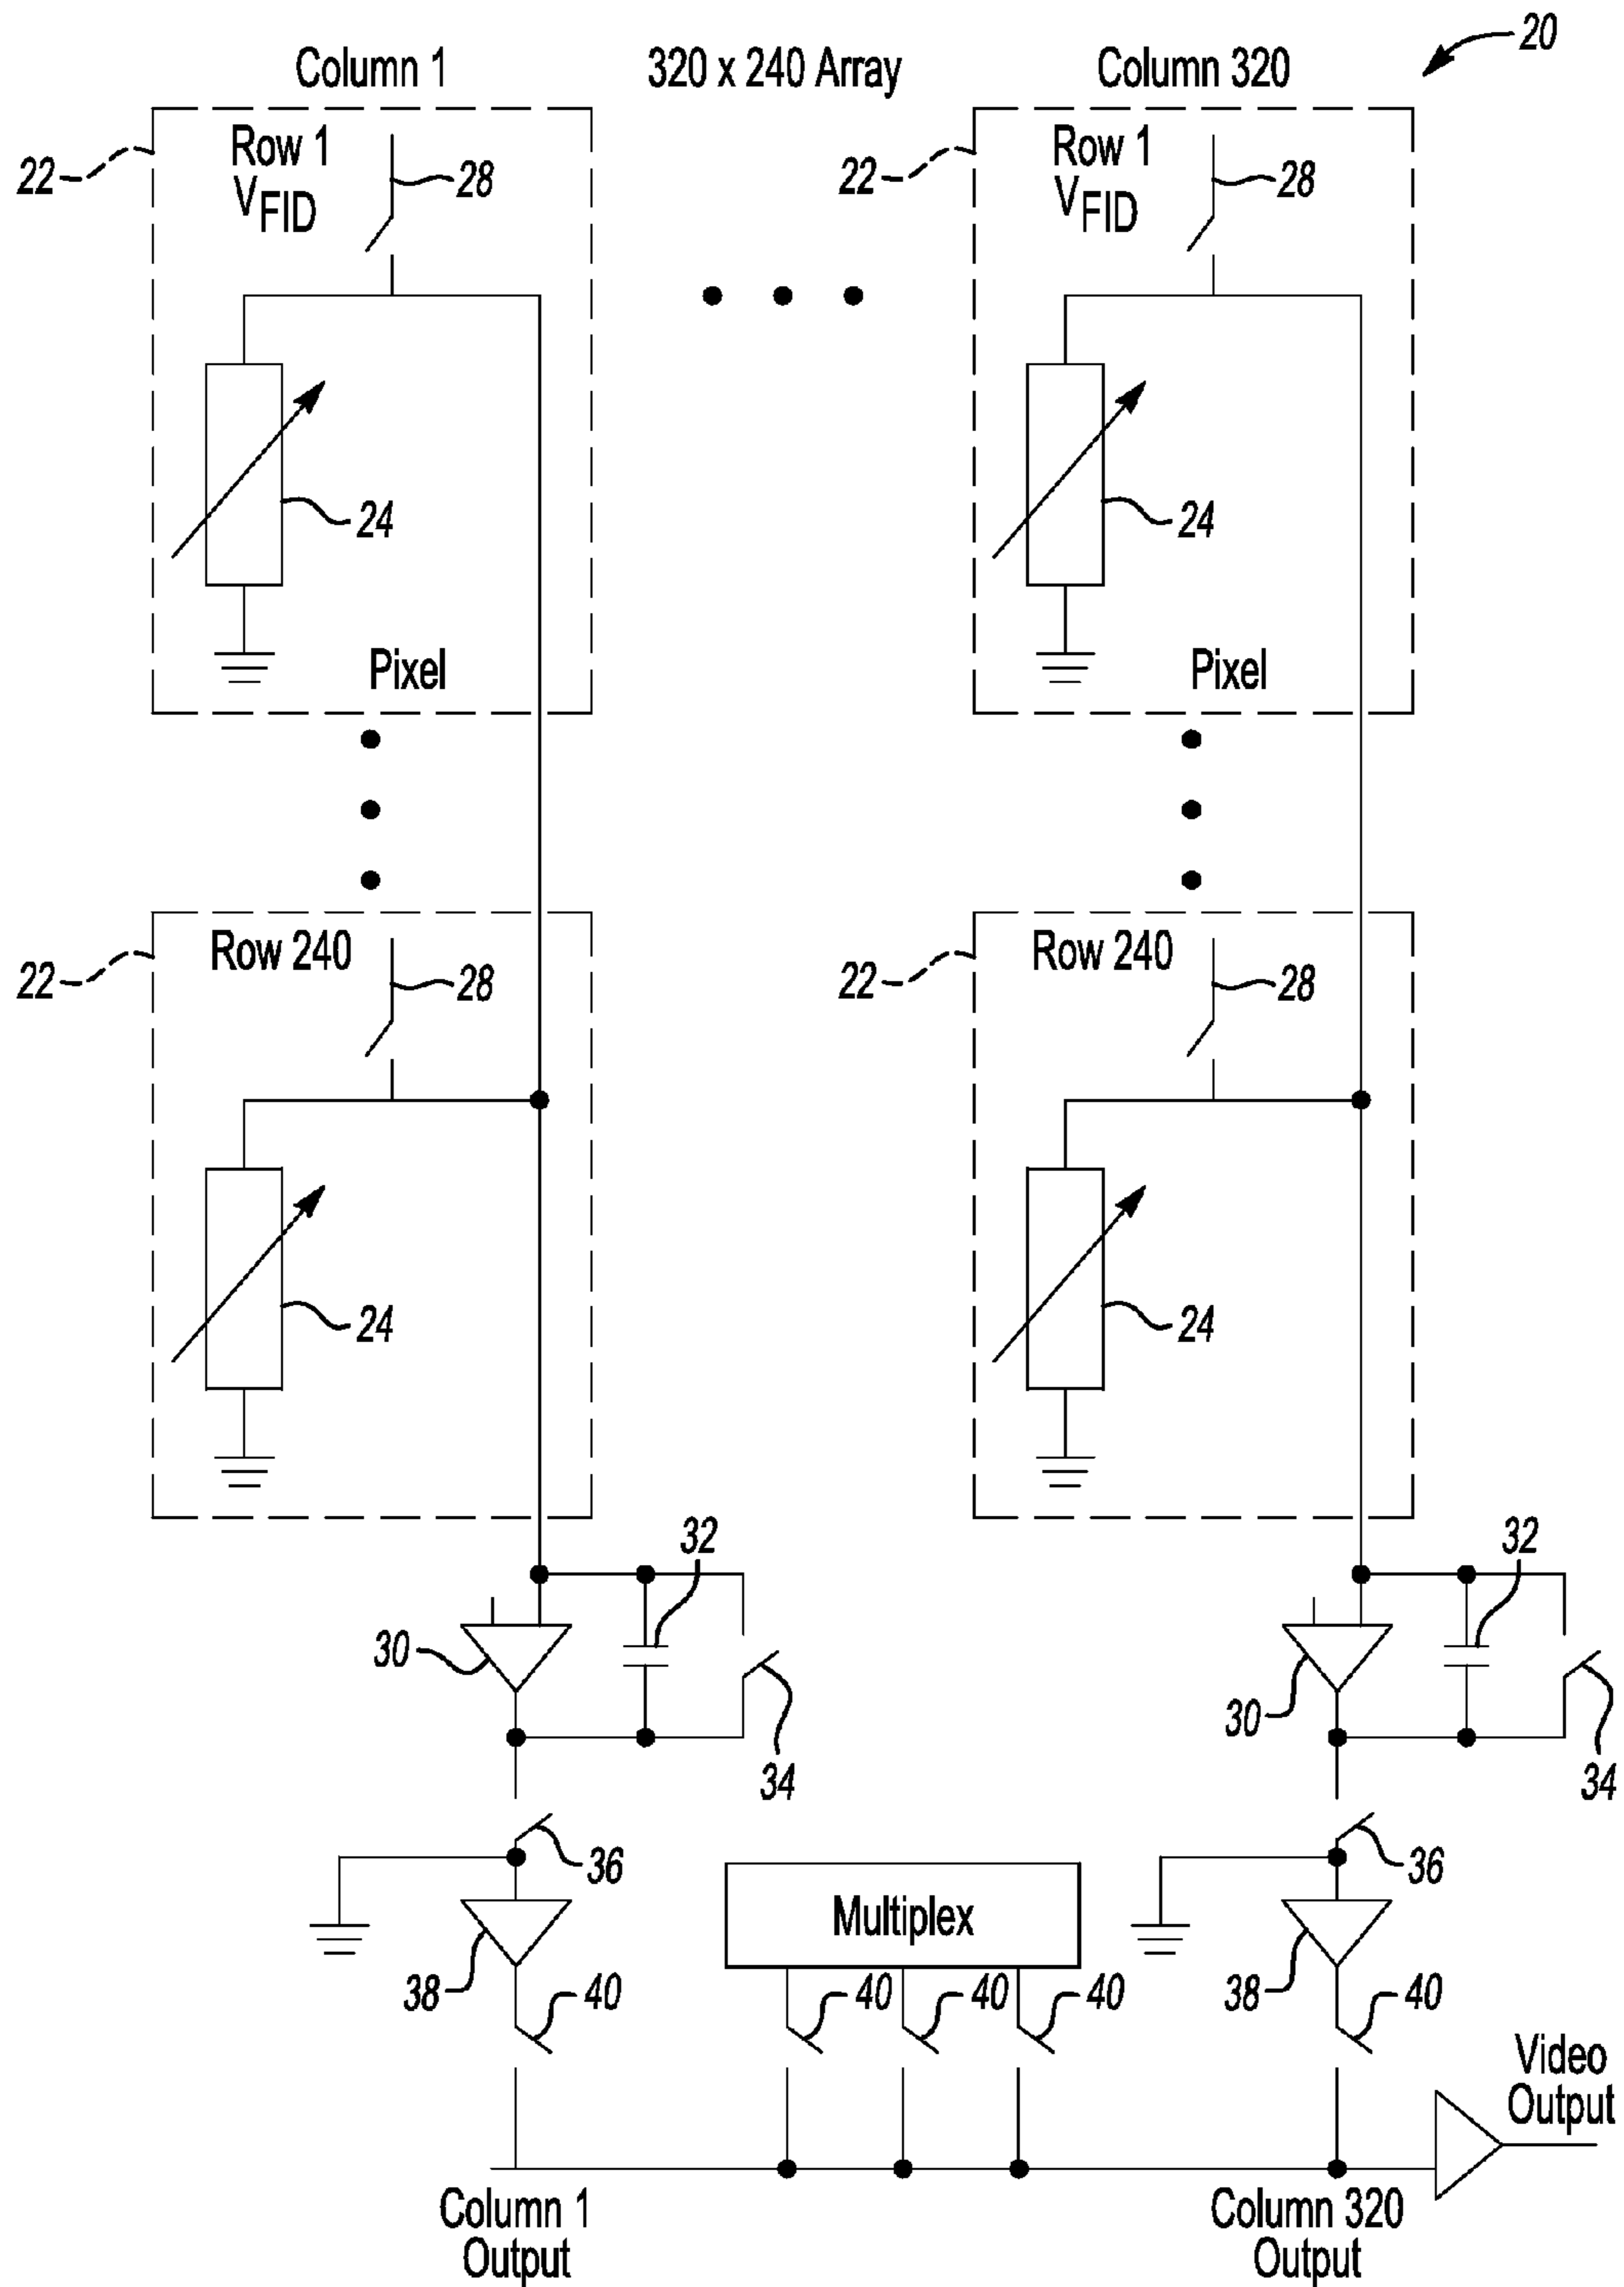 20
Column 1
320 x 240 Array
Column 320
22
Row 1
VFID
28
22
Row 1
VFID
28
24
24
Pixel
Pixel
22
Row 240
28
22
Row 240
28
24
24
32
32
30
30
34
34
36
36
Multiplex
38
40
40
40
40
38
40
Video
Output
Column 1
Output
Column 320
Output